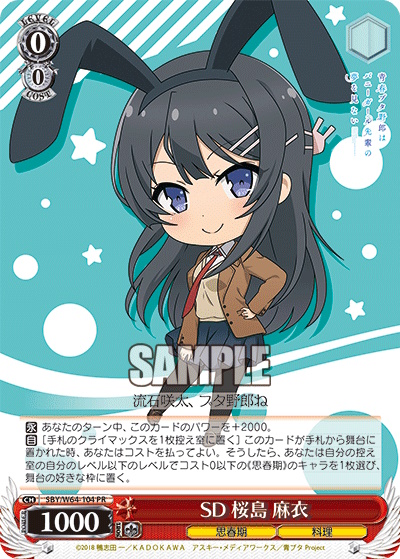 LEVEL
0
0
COST
青春ブタ野郎は
バニーガール先輩の
夢を見ない
SAMPLE
流石咲太、ブタ野郎ね
永 あなたのターン中、このカードのパワーを+2000。
自 [手札のクライマックスを1枚控え室に置く] このカードが手札から舞台に
置かれた時、あなたはコストを払ってよい。そうしたら、あなたは自分の控え
室の自分のレベル以下のレベルでコスト0以下の《思春期》のキャラを1枚選び、
舞台の好きな枠に置く。
CH SBY/W64-104 PR
1000
SD 桜島 麻衣
思春期 料理
©2018 鴨志田 一／KADOKAWA アスキー・メディアワークス／青ブタ Project